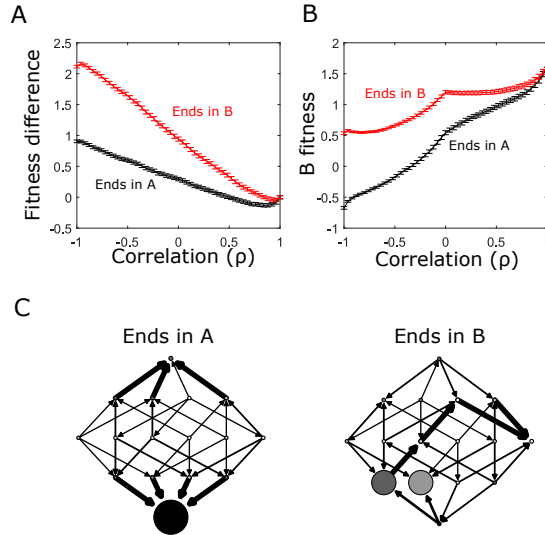 A
B
Fitness difference
2.5
2
1.5
1
0.5
0
-0.5
Ends in B
Ends in A
-1
-0.5
0
0.5
1
Correlation (ρ)
B fitness
2
1.5
1
0.5
0
-0.5
-1
Ends in B
Ends in A
-1
-0.5
0
0.5
1
Correlation (ρ)
C
Ends in A
Ends in B